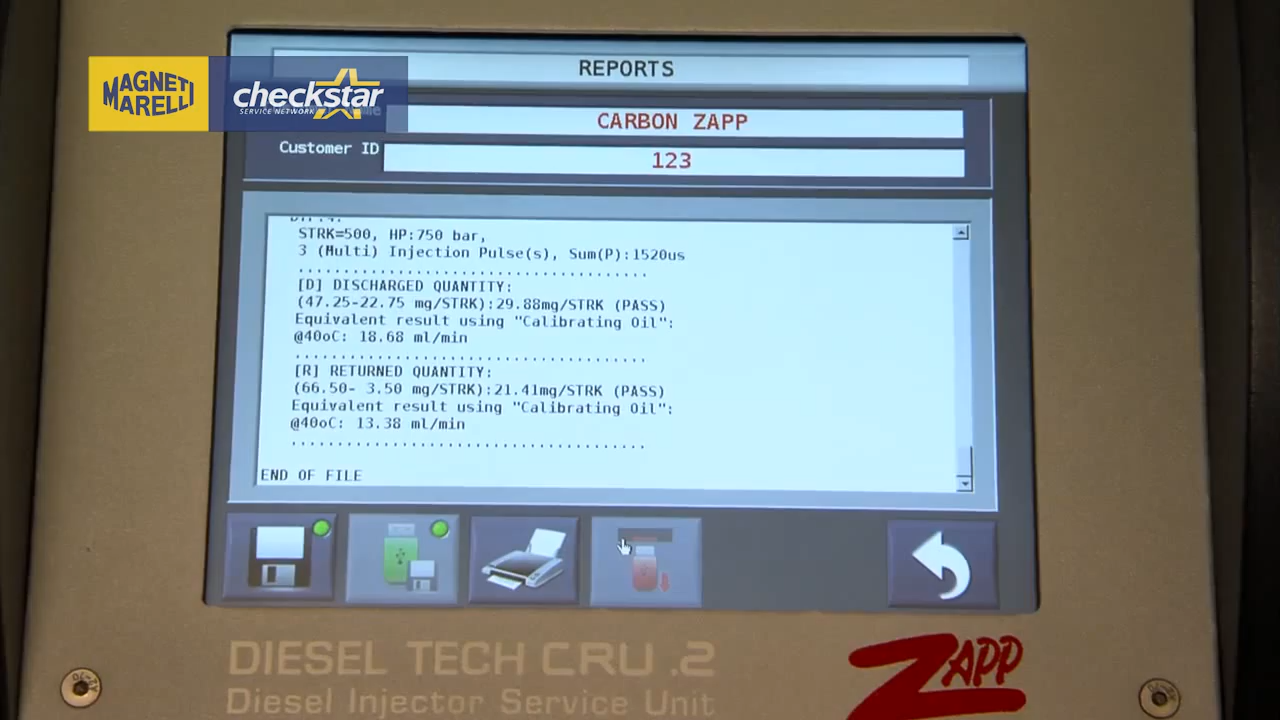 REPORTS
MAGNETI
MARELLI
checkstar
SERVICE NETWORK
CARBON ZAPP
Customer ID
123
STRK=500, HP:750 bar,
3 (Multi) Injection Pulse(s), Sum(P):1520us
.......................................
[D] DISCHARGED QUANTITY:
(47.25-22.75 mg/STRK):29.88mg/STRK (PASS)
Equivalent result using "Calibrating Oil":
@40oC: 18.68 ml/min
.......................................
[R] RETURNED QUANTITY:
(66.50- 3.50 mg/STRK):21.41mg/STRK (PASS)
Equivalent result using "Calibrating Oil":
@40oC: 13.38 ml/min
.......................................
END OF FILE
DIESEL TECH C.R.U .2
Diesel Injector Service Unit
ZAPP